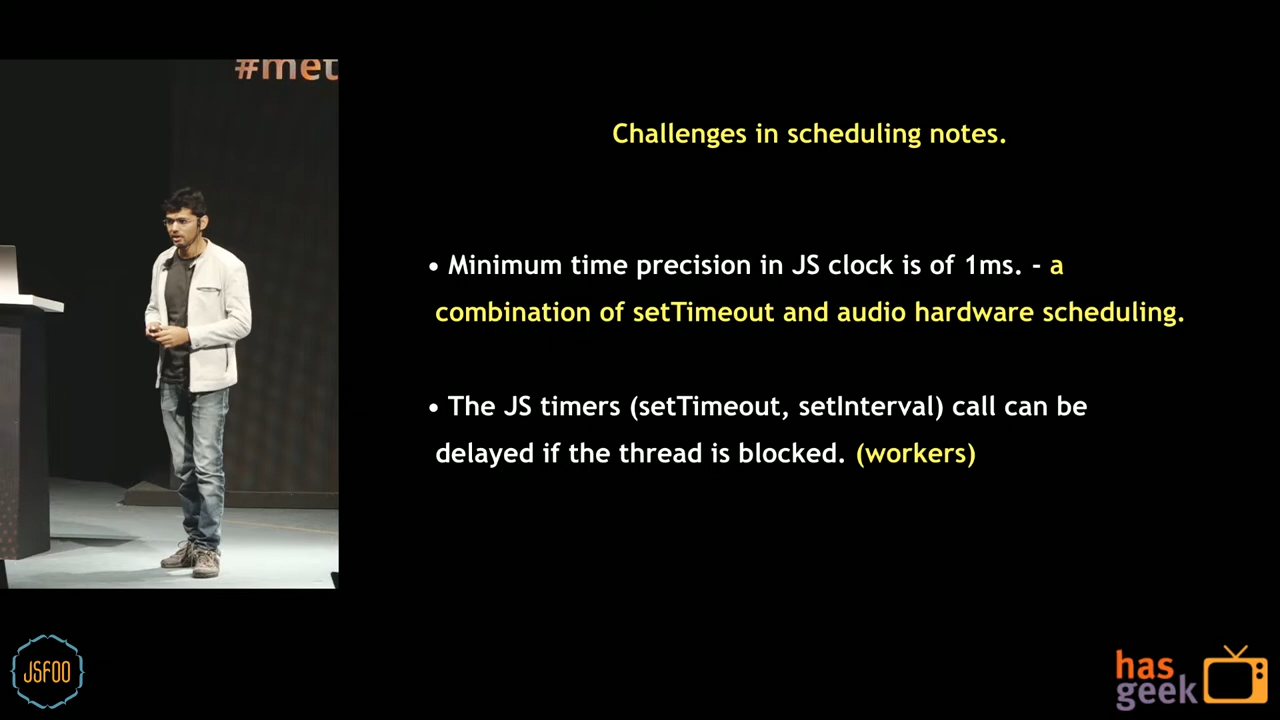 #met
Challenges in scheduling notes.
• Minimum time precision in JS clock is of 1ms. - a
combination of setTimeout and audio hardware scheduling.
• The JS timers (setTimeout, setInterval) call can be
delayed if the thread is blocked. (workers)
JSFOO
has
geek